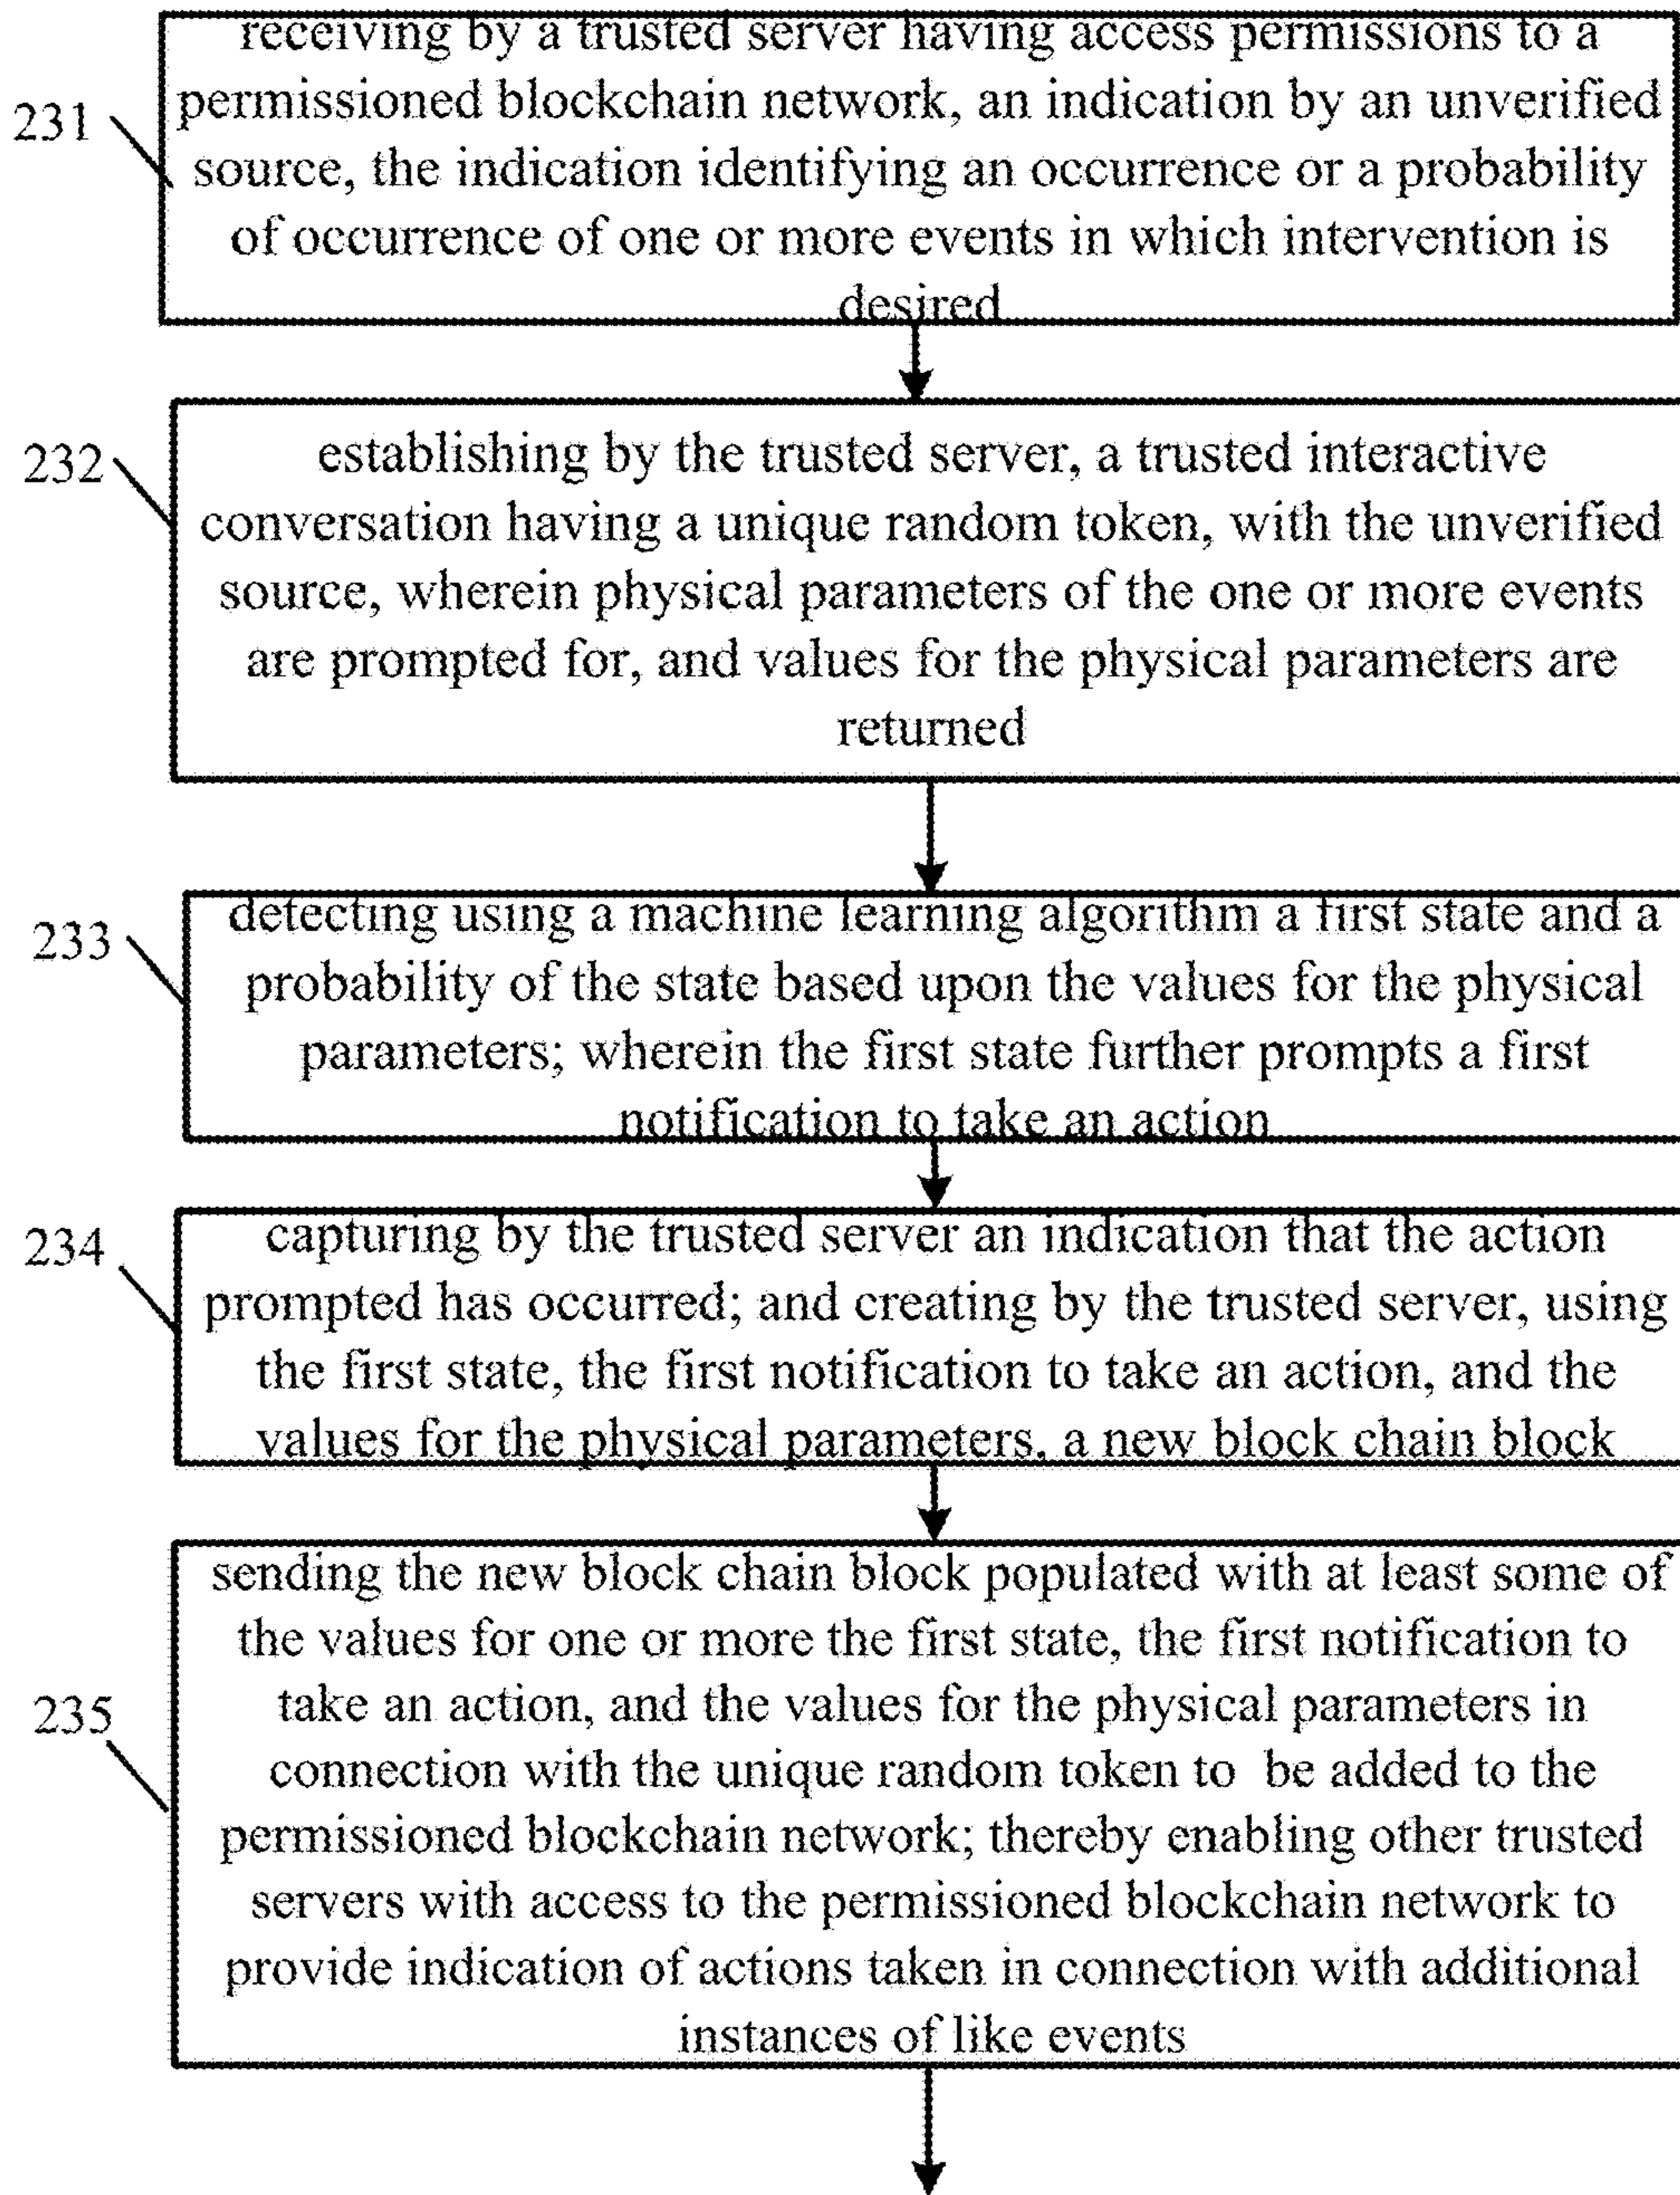 receiving by a trusted server having access permissions to a
permissioned blockchain network, an indication by an unverified
231
source, the indication identifying an occurrence or a probability
of occurrence of one or more events in which intervention is
desired
232
establishing by the trusted server, a trusted interactive
conversation having a unique random token, with the unverified
source, wherein physical parameters of the one or more events
are prompted for, and values for the physical parameters are
returned
233
detecting using a machine learning algorithm a first state and a
probability of the state based upon the values for the physical
parameters; wherein the first state further prompts a first
notification to take an action
234
capturing by the trusted server an indication that the action
prompted has occurred; and creating by the trusted server, using
the first state, the first notification to take an action, and the
values for the physical parameters, a new block chain block
sending the new block chain block populated with at least some of
the values for one or more the first state, the first notification to
235
take an action, and the values for the physical parameters in
connection with the unique random token to be added to the
permissioned blockchain network; thereby enabling other trusted
servers with access to the permissioned blockchain network to
provide indication of actions taken in connection with additional
instances of like events